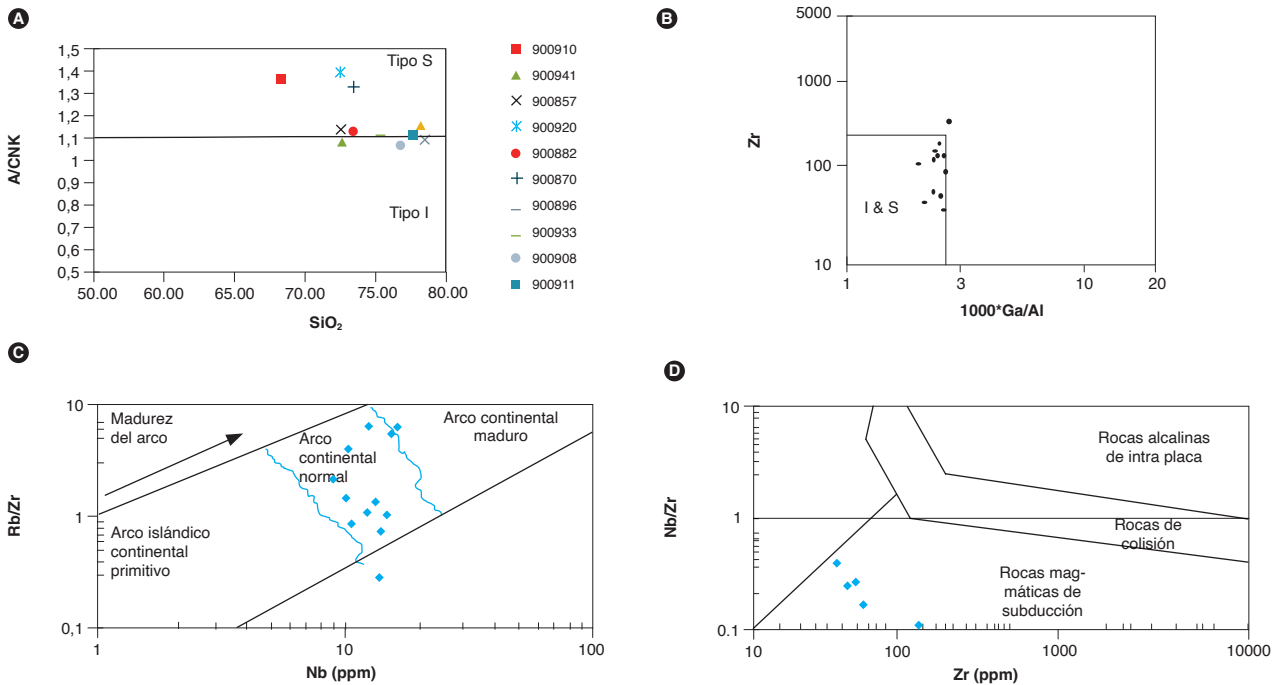 A
1,5
1,4
1,3
1,2
1,1
1
0,9
0,8
0,7
0,6
0,5
A/CNK
Tipo S
Tipo I
50.00 60.00 65.00 70.00 75.00 80.00
SiO2
900910
900941
900857
900920
900882
900870
900896
900933
900908
900911
B
5000
1000
100
10
Zr
I & S
1 3 10 20
1000*Ga/Al
C
10
1
0,1
Rb/Zr
Madurez
del arco
Arco
continental
normal
Arco continental
maduro
Arco islándico
continental
primitivo
1 10 100
Nb (ppm)
D
10
1
0.1
Nb/Zr
Rocas alcalinas
de intra placa
Rocas de
colisión
Rocas mag-
máticas de
subducción
10 100 1000 10000
Zr (ppm)